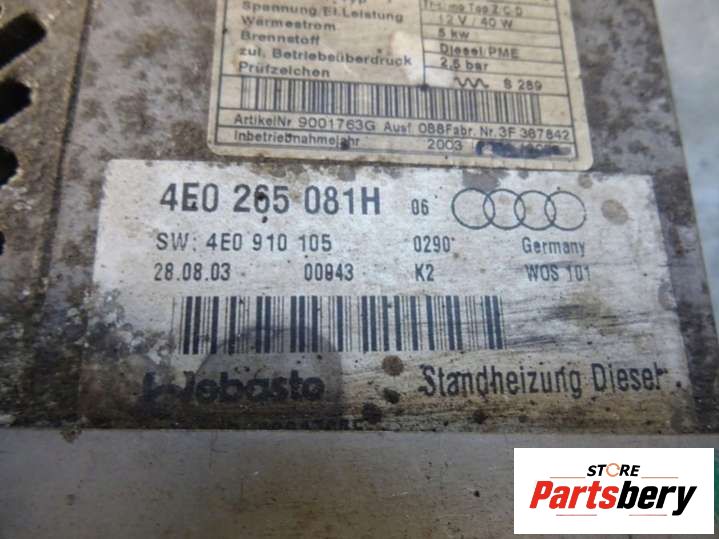 Spannung/El.Leistung 12 V / 40 W
Wärmestrom 5 kw
Brennstoff Diesel/PME
zul. Betriebsüberdruck 2,5 bar
Prüfzeichen S 289
ArtikelNr 9001763G Ausf 088 Fabr. Nr. 3F 367842
Inbetriebnahmejahr 2003
4E0 265 081H 06
SW: 4E0 910 105 0290 Germany
28.08.03 00943 K2 WOS 101
Webasto Standheizung Diesel
STORE
Partsbery